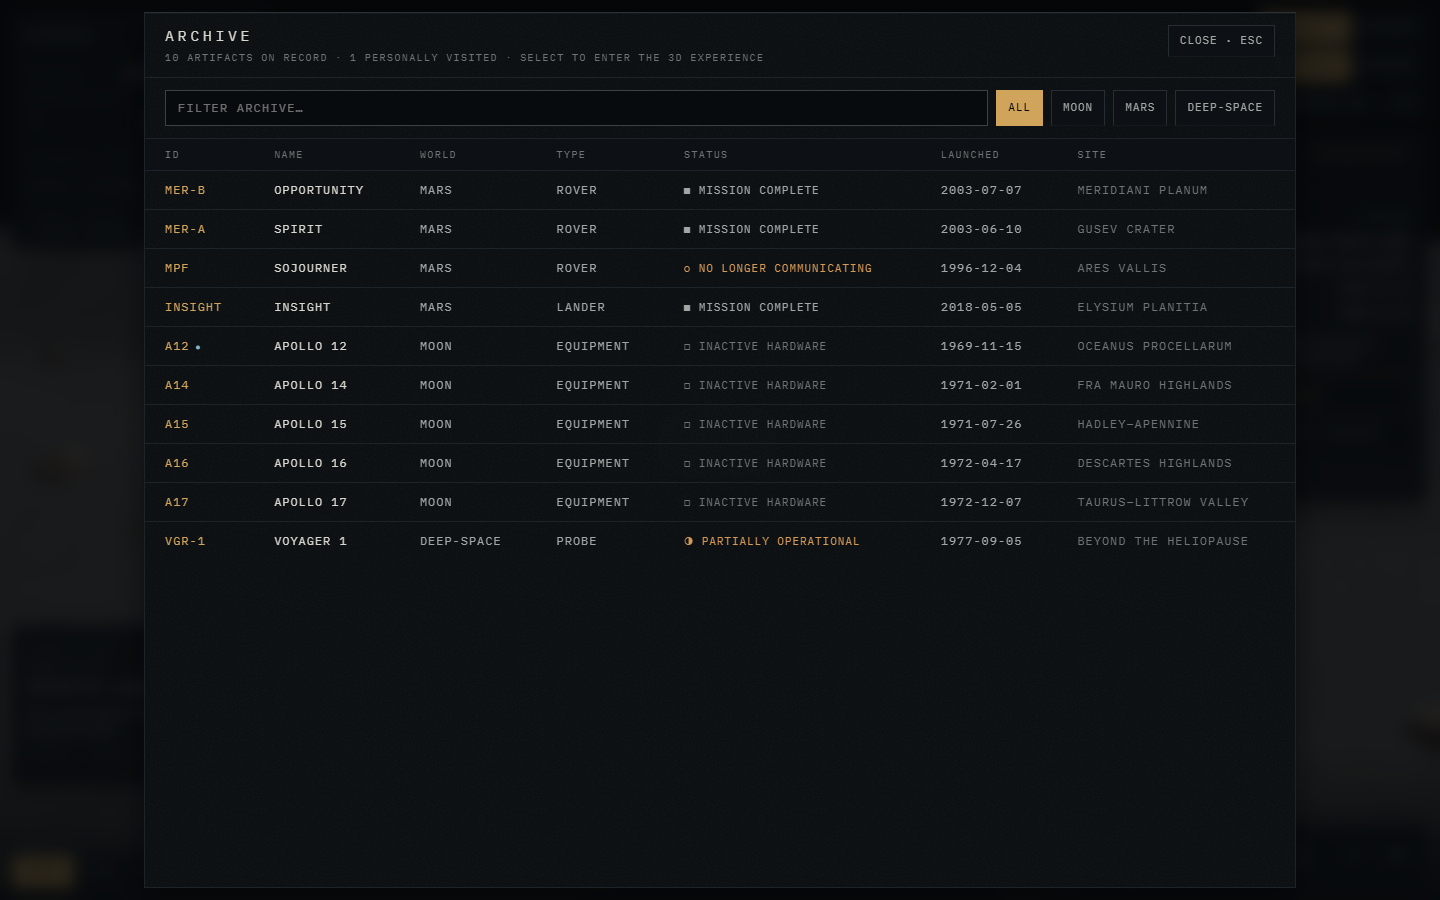 ARCHIVE
10 ARTIFACTS ON RECORD · 1 PERSONALLY VISITED · SELECT TO ENTER THE 3D EXPERIENCE
CLOSE · ESC
FILTER ARCHIVE…
ALL MOON MARS DEEP-SPACE
ID NAME WORLD TYPE STATUS LAUNCHED SITE
MER-B OPPORTUNITY MARS ROVER ■ MISSION COMPLETE 2003-07-07 MERIDIANI PLANUM
MER-A SPIRIT MARS ROVER ■ MISSION COMPLETE 2003-06-10 GUSEV CRATER
MPF SOJOURNER MARS ROVER ○ NO LONGER COMMUNICATING 1996-12-04 ARES VALLIS
INSIGHT INSIGHT MARS LANDER ■ MISSION COMPLETE 2018-05-05 ELYSIUM PLANITIA
A12 ● APOLLO 12 MOON EQUIPMENT □ INACTIVE HARDWARE 1969-11-15 OCEANUS PROCELLARUM
A14 APOLLO 14 MOON EQUIPMENT □ INACTIVE HARDWARE 1971-02-01 FRA MAURO HIGHLANDS
A15 APOLLO 15 MOON EQUIPMENT □ INACTIVE HARDWARE 1971-07-26 HADLEY–APENNINE
A16 APOLLO 16 MOON EQUIPMENT □ INACTIVE HARDWARE 1972-04-17 DESCARTES HIGHLANDS
A17 APOLLO 17 MOON EQUIPMENT □ INACTIVE HARDWARE 1972-12-07 TAURUS–LITTROW VALLEY
VGR-1 VOYAGER 1 DEEP-SPACE PROBE ◑ PARTIALLY OPERATIONAL 1977-09-05 BEYOND THE HELIOPAUSE